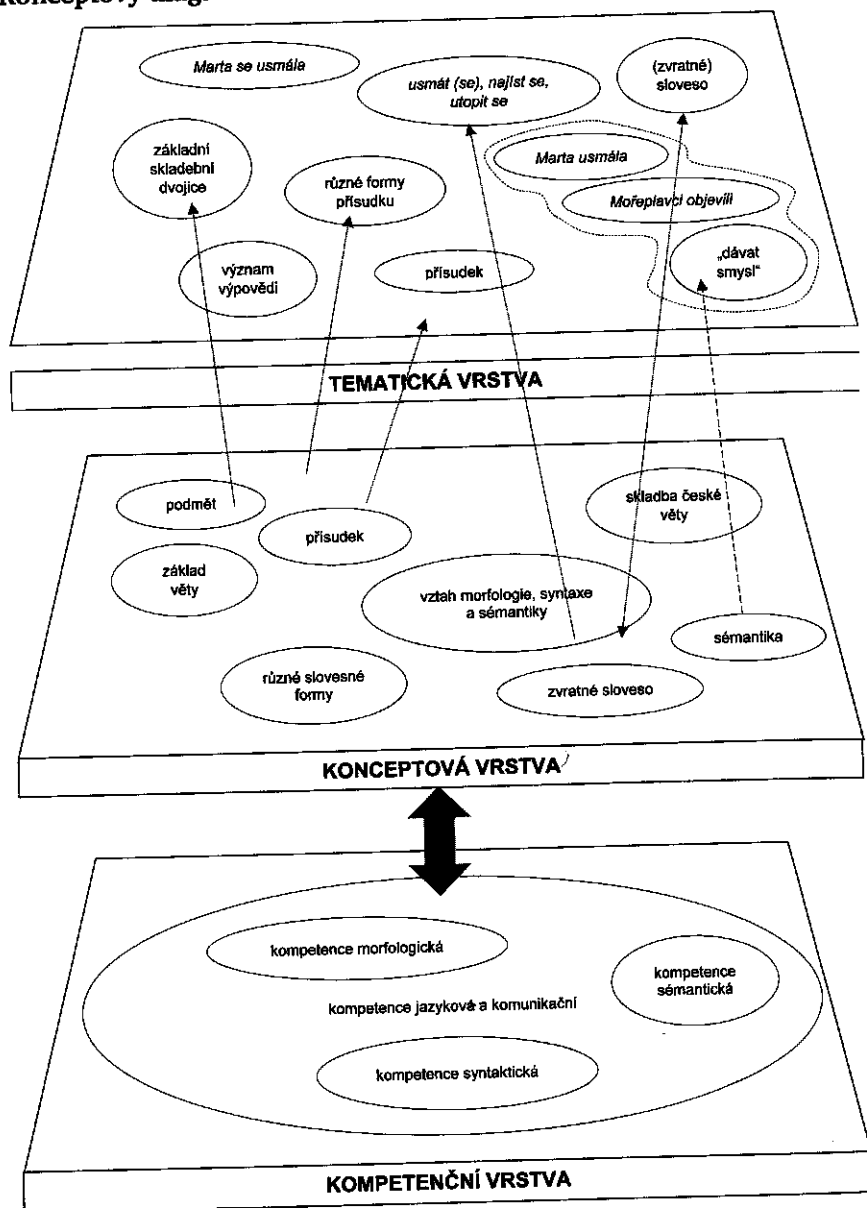 Konceptový diag
Marta se usmála
usmát (se), najíst se,
utopit se
(zvratné)
sloveso
základní
skladební
dvojice
různé formy
přísudku
Marta usmála
Mořeplavci objevili
význam
výpovědi
přísudek
„dávat
smysl“
TEMATICKÁ VRSTVA
podmět
přísudek
skladba české
věty
základ
věty
vztah morfologie, syntaxe
a sémantiky
sémantika
různé slovesné
formy
zvratné sloveso
KONCEPTOVÁ VRSTVA
kompetence morfologická
kompetence
sémantická
kompetence jazyková a komunikační
kompetence syntaktická
KOMPETENČNÍ VRSTVA